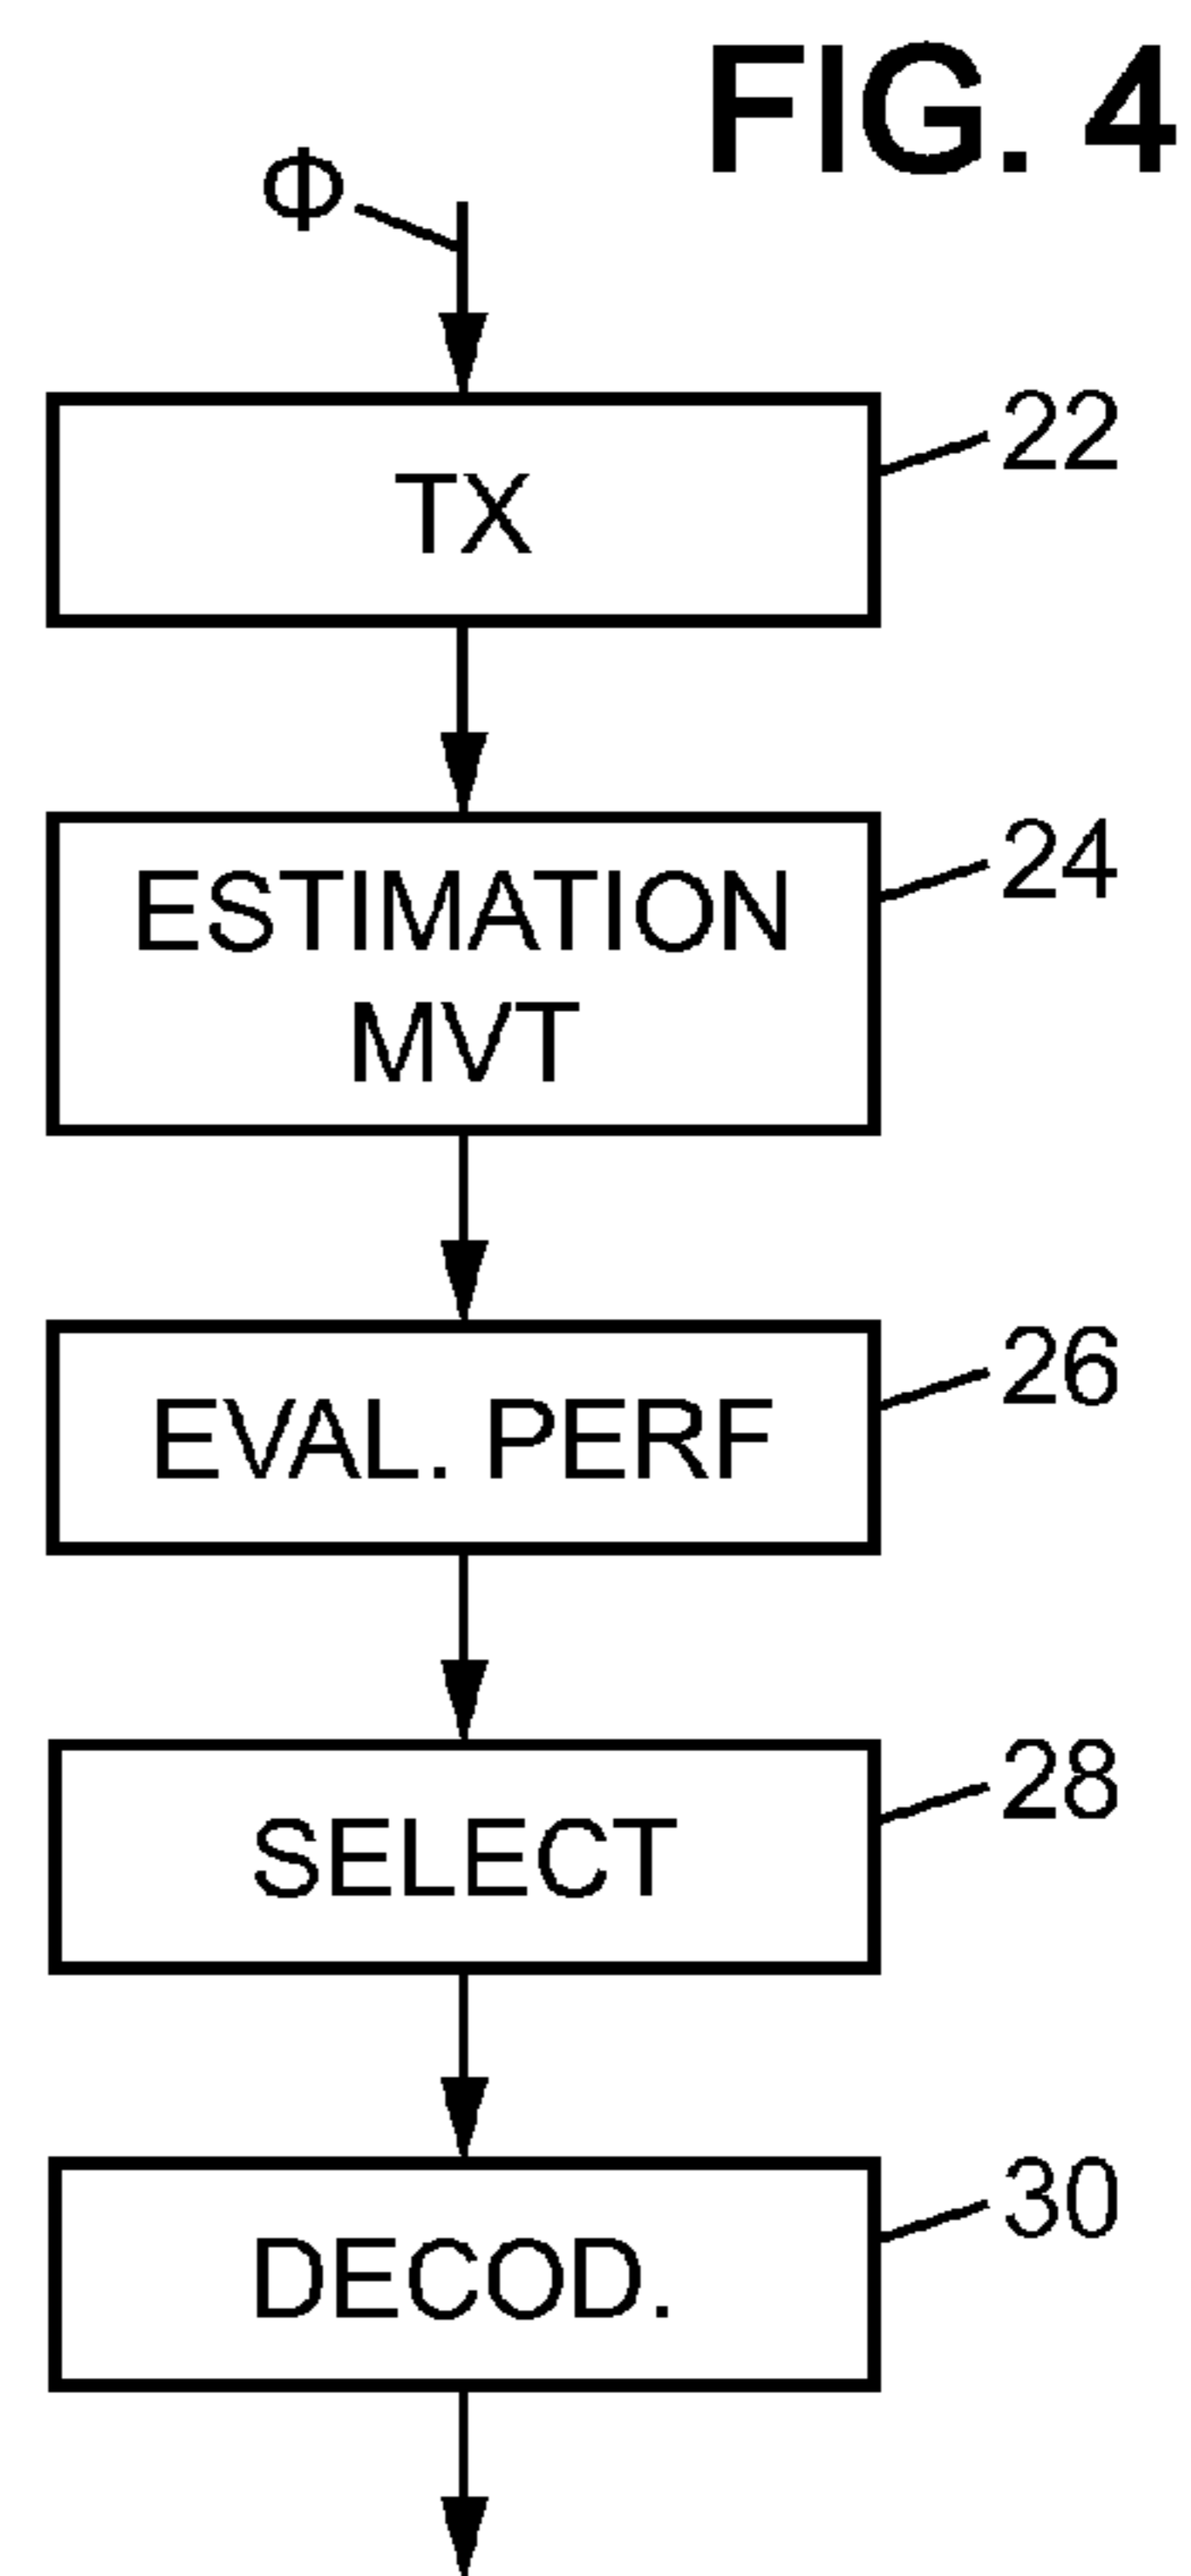 FIG. 4
Φ
22
TX
24
ESTIMATION
MVT
26
EVAL. PERF
28
SELECT
30
DECOD.